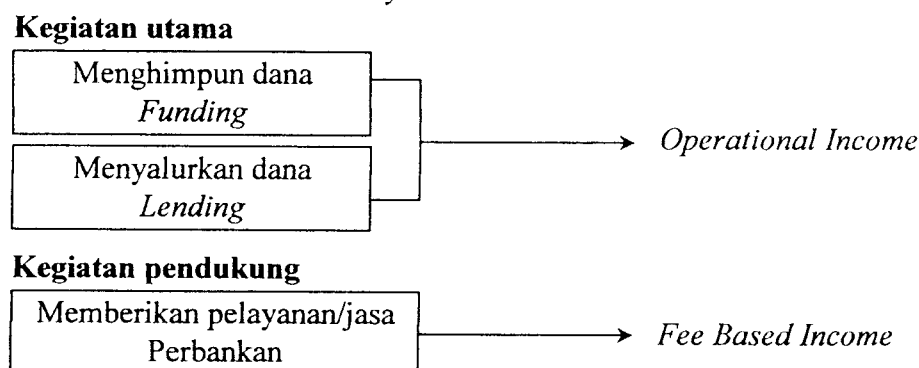 Kegiatan utama
Menghimpun dana
Funding
Operational Income
Menyalurkan dana
Lending
Kegiatan pendukung
Memberikan pelayanan/jasa
Perbankan
Fee Based Income